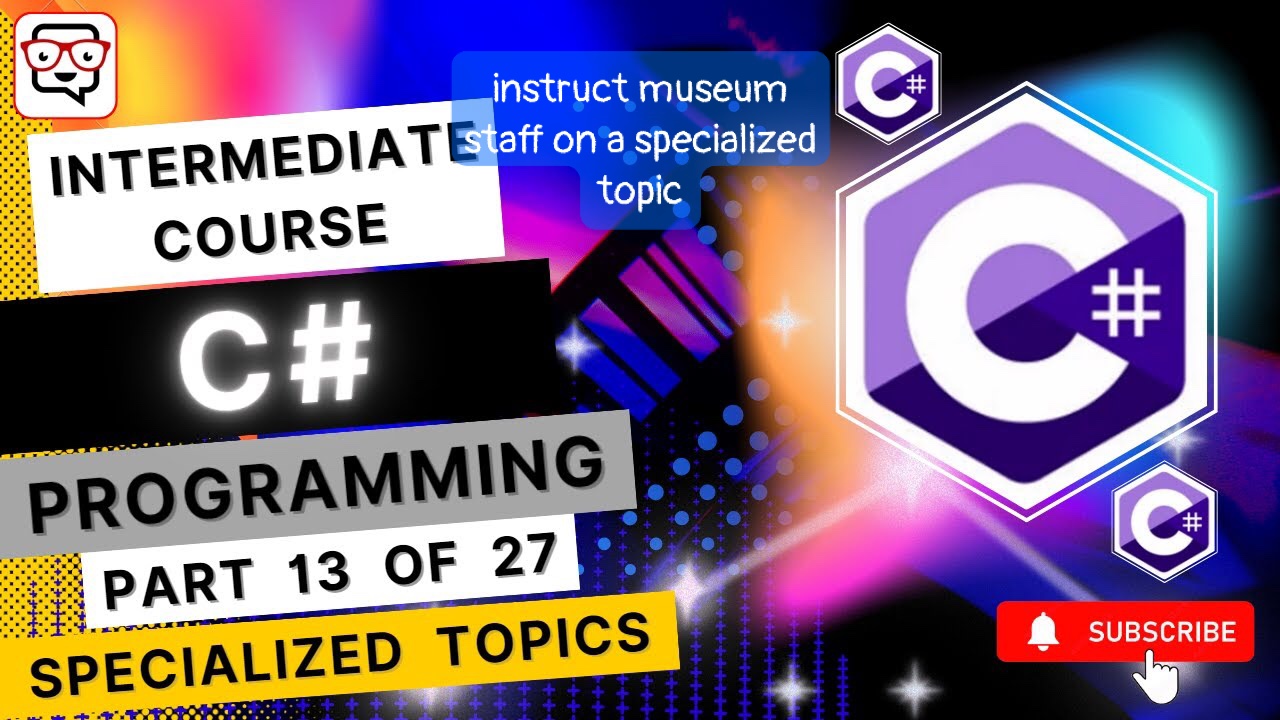 INTERMEDIATE
COURSE
C#
PROGRAMMING
PART 13 OF 27
SPECIALIZED TOPICS
instruct museum
staff on a specialized
topic
C#
C#
C#
SUBSCRIBE